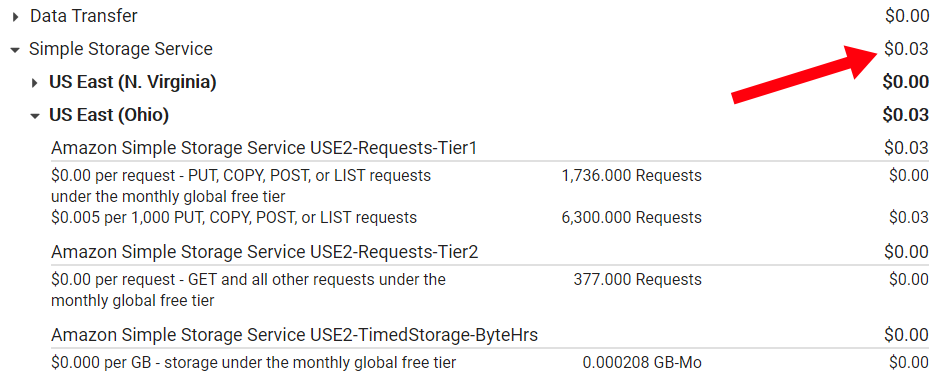 Data Transfer $0.00
Simple Storage Service $0.03
US East (N. Virginia) $0.00
US East (Ohio) $0.03
Amazon Simple Storage Service USE2-Requests-Tier1 $0.03
$0.00 per request - PUT, COPY, POST, or LIST requests 1,736.000 Requests $0.00
under the monthly global free tier
$0.005 per 1,000 PUT, COPY, POST, or LIST requests 6,300.000 Requests $0.03
Amazon Simple Storage Service USE2-Requests-Tier2 $0.00
$0.00 per request - GET and all other requests under the 377.000 Requests $0.00
monthly global free tier
Amazon Simple Storage Service USE2-TimedStorage-ByteHrs $0.00
$0.000 per GB - storage under the monthly global free tier 0.000208 GB-Mo $0.00